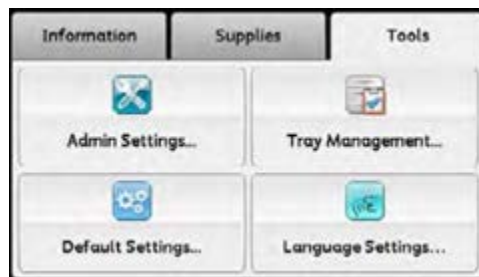 Information Supplies Tools
Admin Settings... Tray Management...
Default Settings... Language Settings...